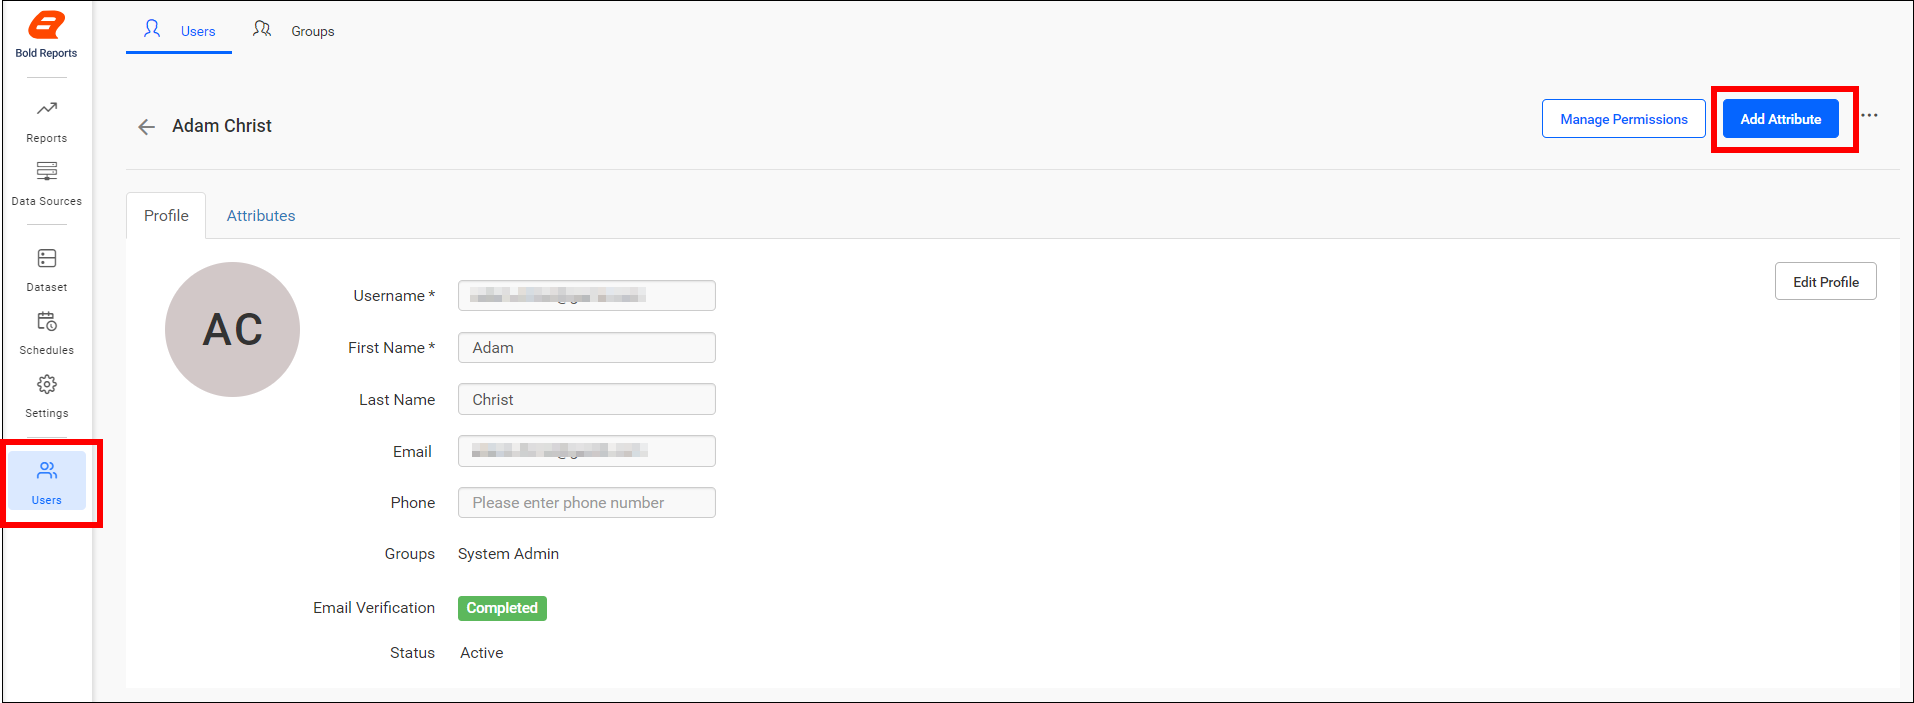 Bold Reports
Reports
Data Sources
Dataset
Schedules
Settings
Users
Users Groups
Adam Christ
Manage Permissions Add Attribute
Profile Attributes
AC
Edit Profile
Username *
First Name * Adam
Last Name Christ
Email
Phone Please enter phone number
Groups System Admin
Email Verification Completed
Status Active